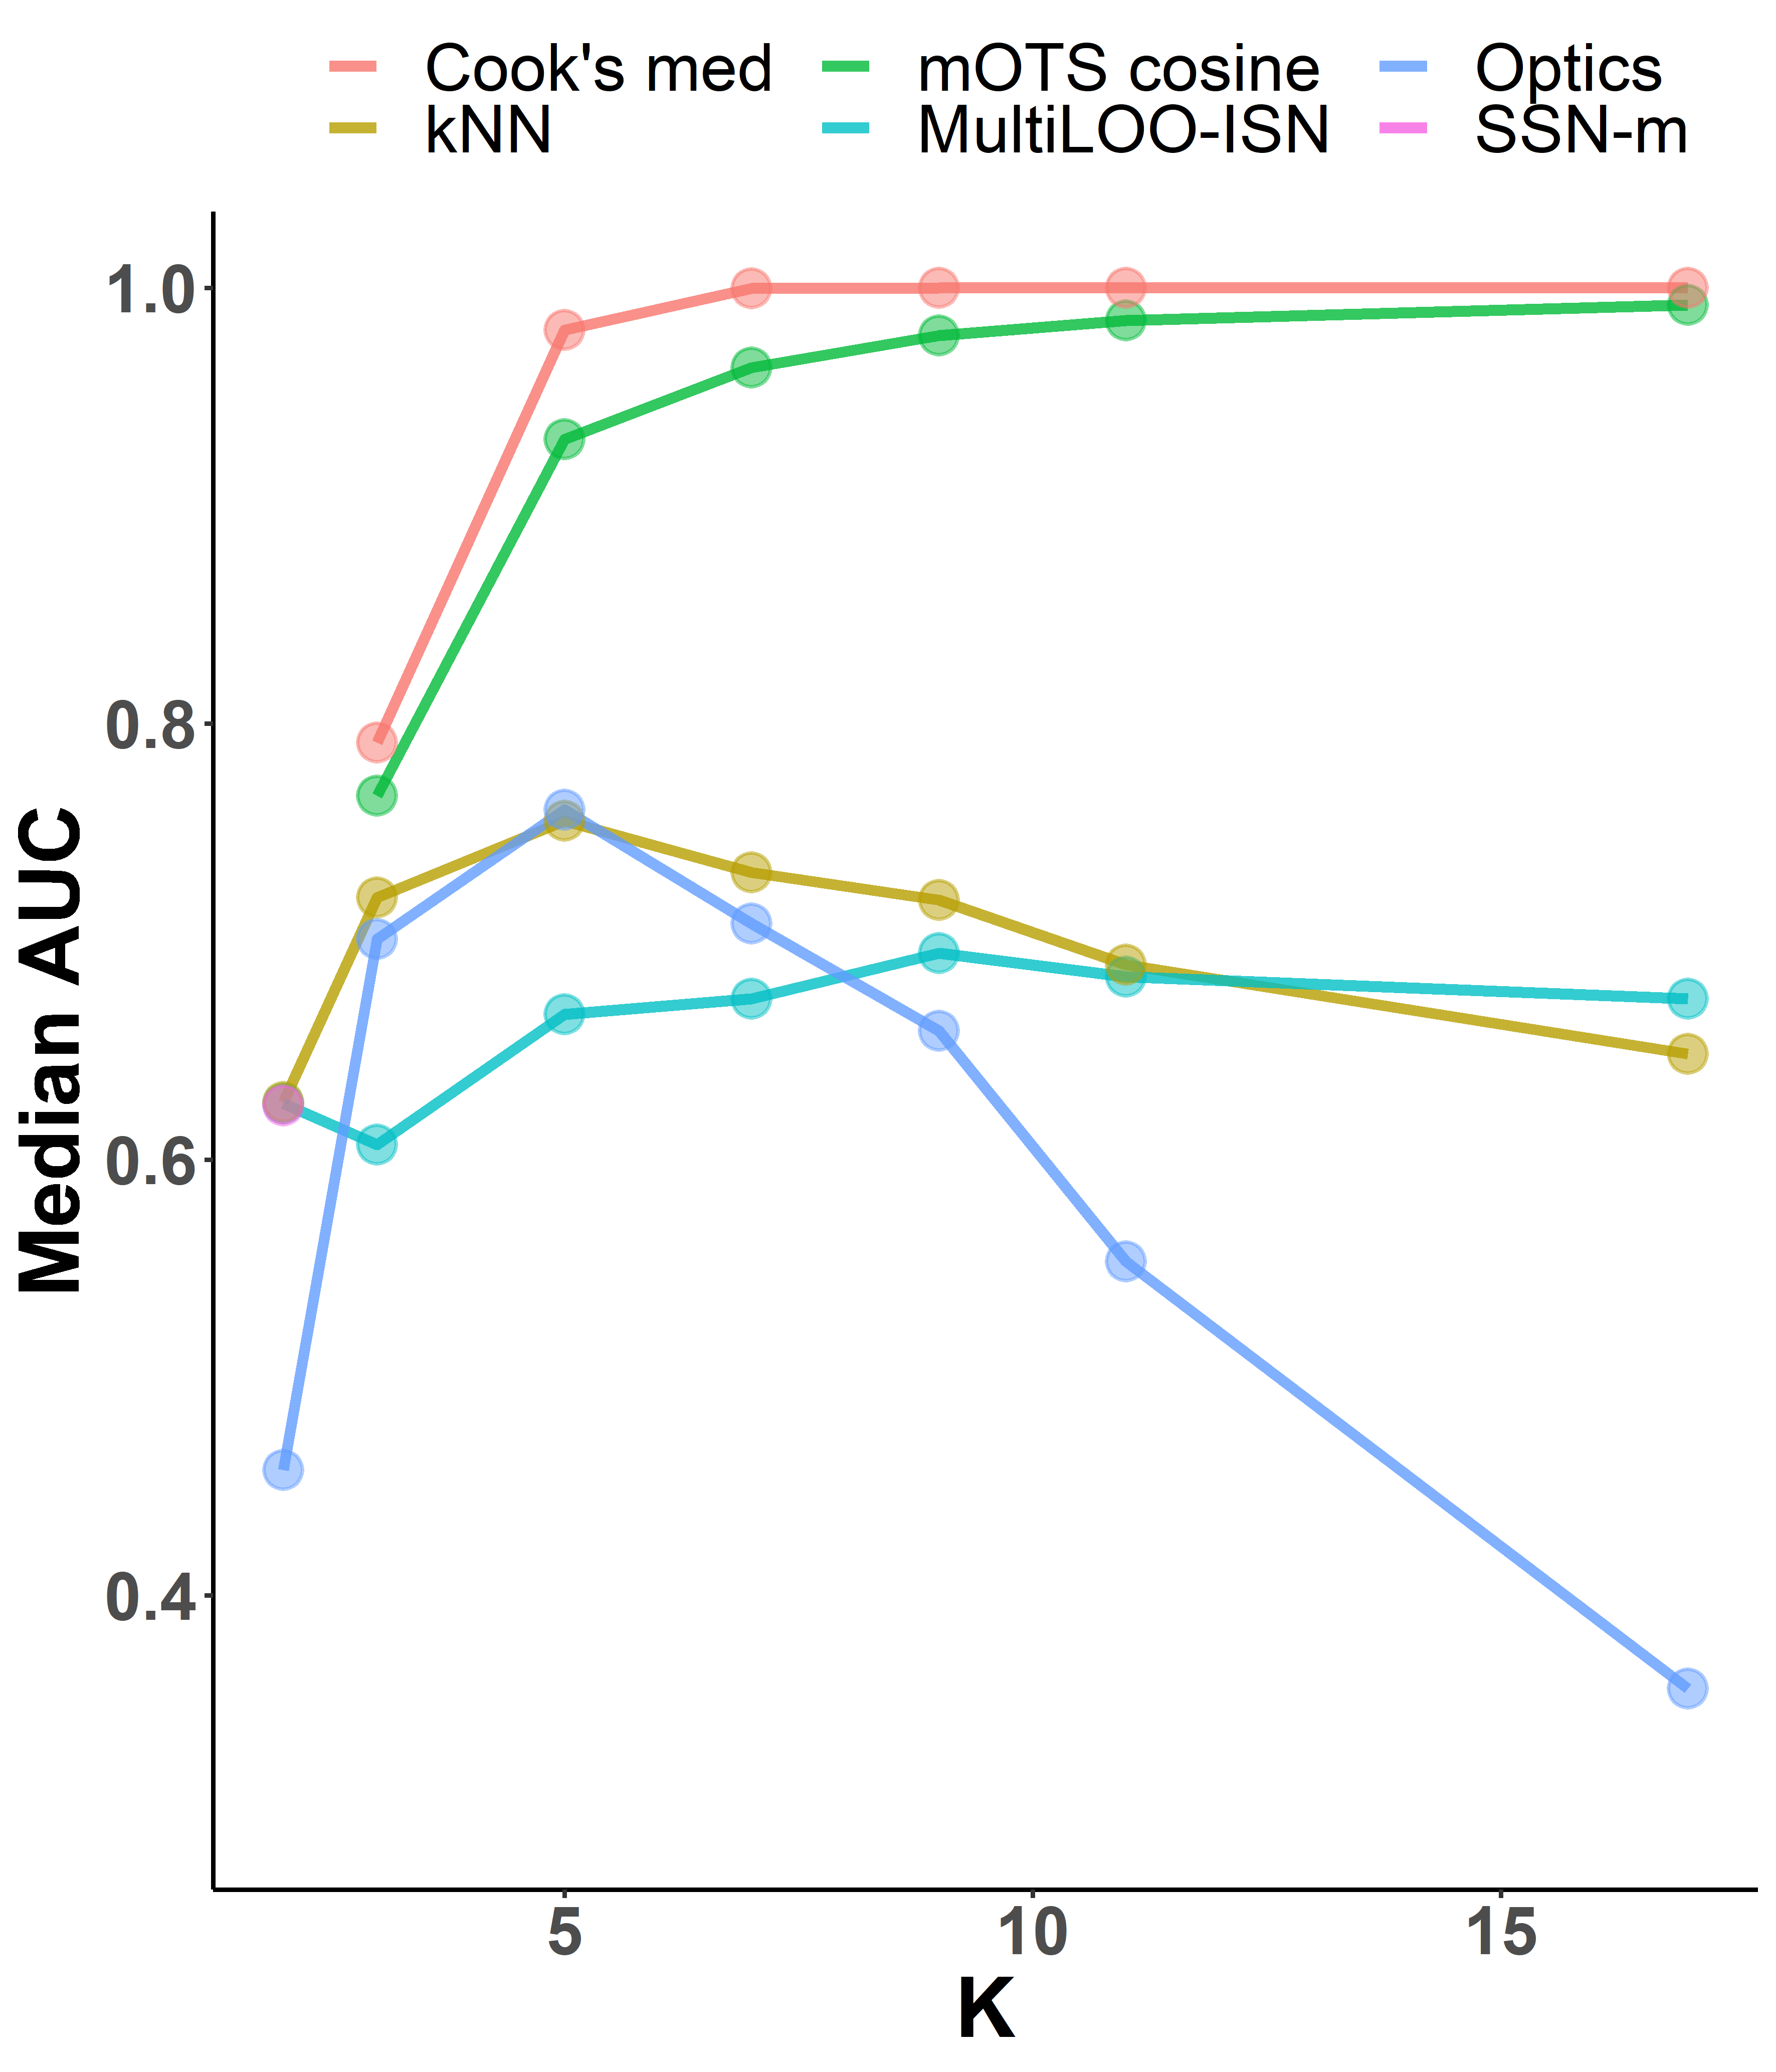 Cook's med mOTS cosine Optics
kNN MultiLOO-ISN SSN-m
1.0
0.8
0.6
0.4
Median AUC
5 10 15
K